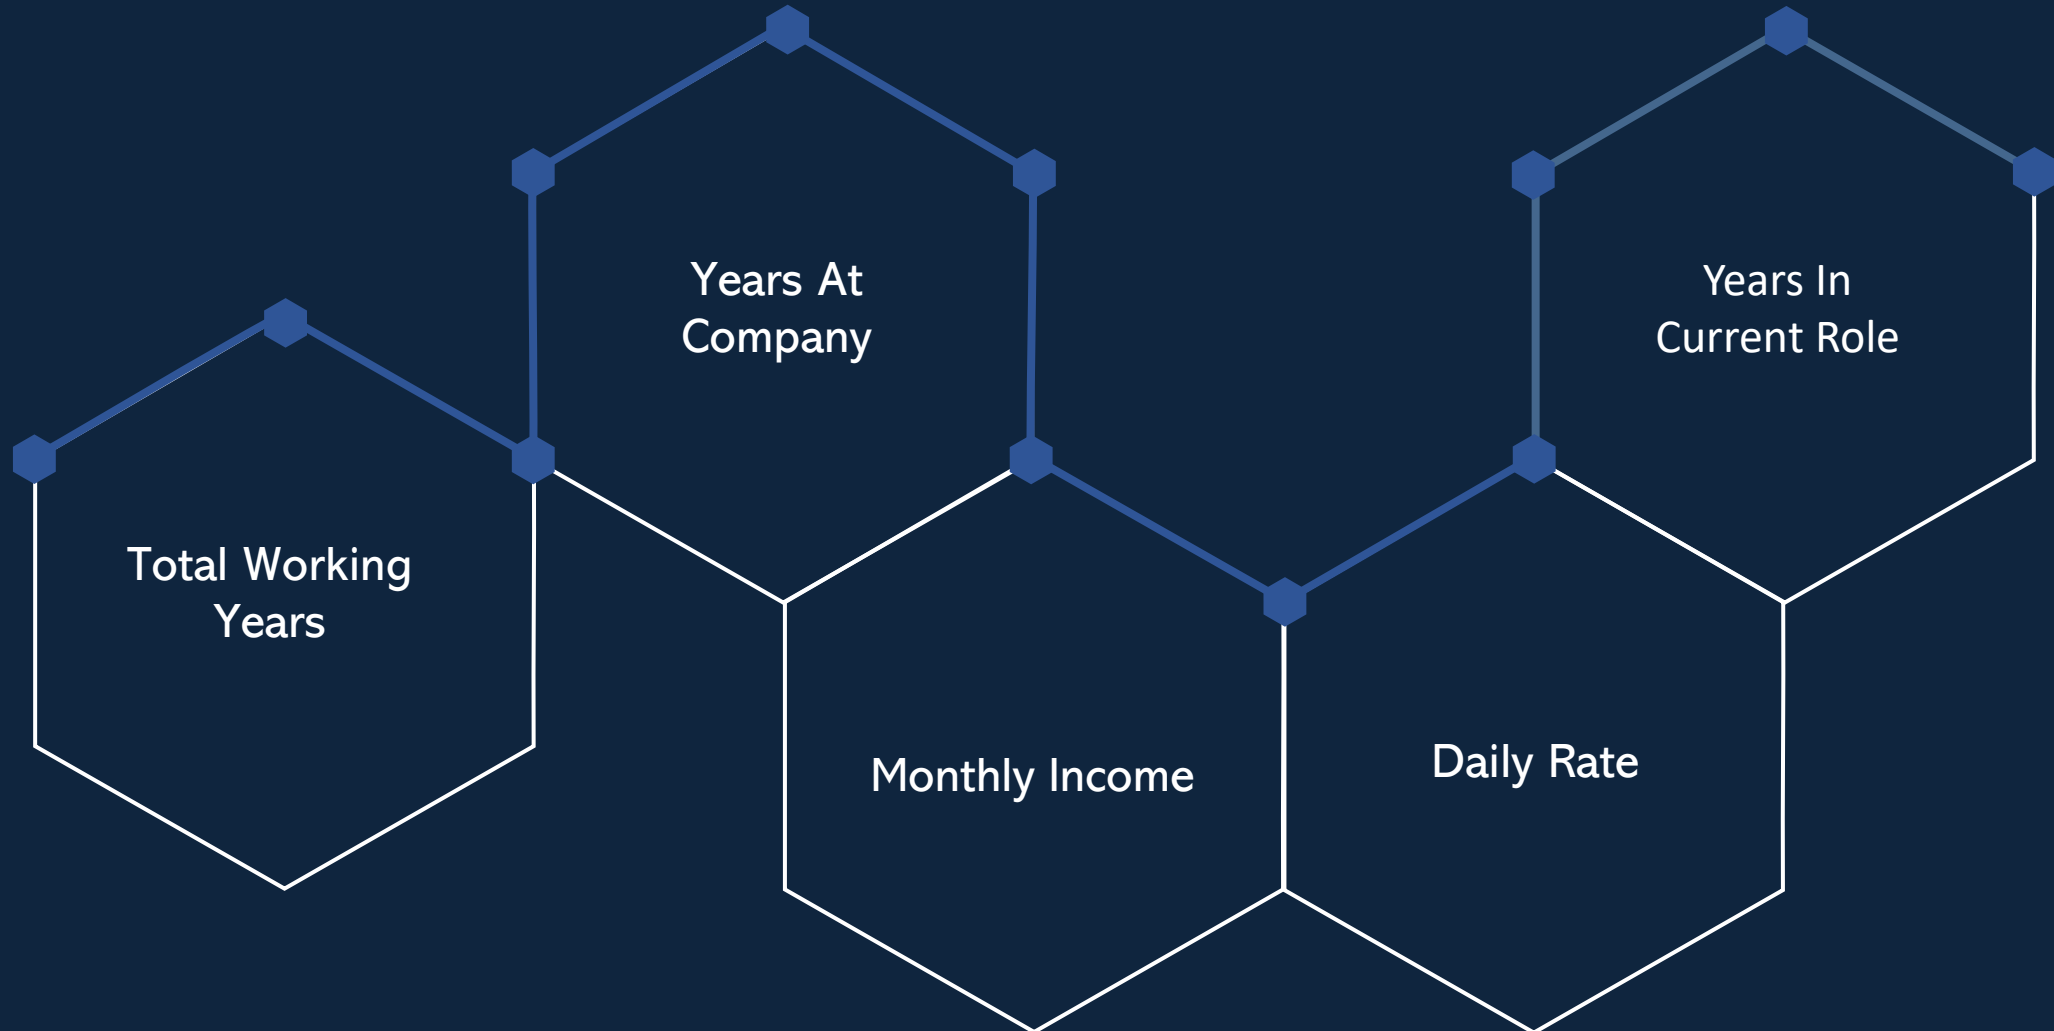 Total Working
Years
Years At
Company
Monthly Income
Daily Rate
Years In
Current Role